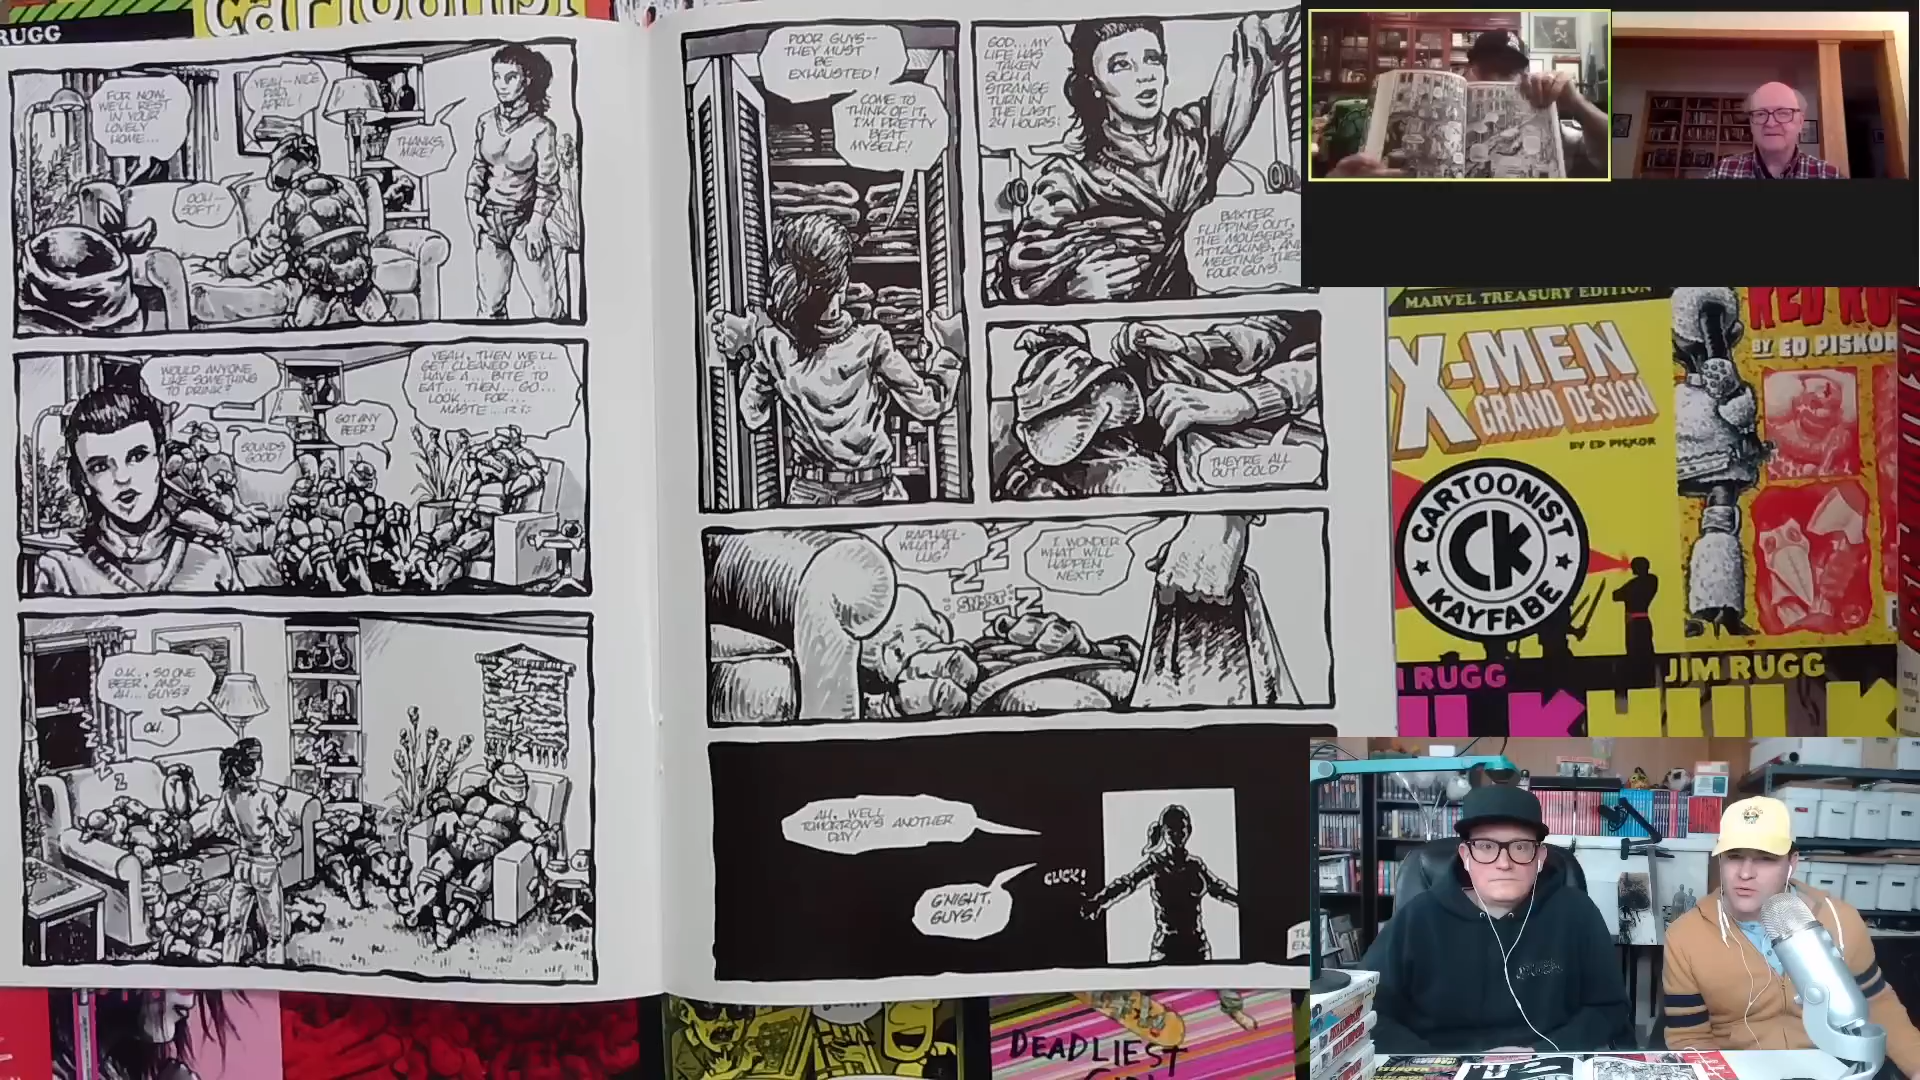 RUGG
cartoonist
FOR NOW,
WE'LL REST
IN YOUR
LOVELY
HOME...
YEAH--NICE
PAD,
APRIL!
THANKS,
MIKE!
OOH--
SOFT!
WOULD ANYONE
LIKE SOMETHING
TO DRINK?
SOUNDS
GOOD!
GOT ANY
BEER?
YEAH, THEN WE'LL
GET CLEANED UP...
HAVE A... BITE TO
EAT... THEN... GO...
LOOK... FOR...
O.K., SO ONE
BEER, AND...
AH... GUYS?
OH.
Z
POOR GUYS--
THEY MUST
BE
EXHAUSTED!
COME TO
THINK OF IT,
I'M PRETTY
BEAT
MYSELF!
GOD... MY
LIFE HAS
TAKEN
SUCH A
STRANGE
TURN IN
THE LAST
24 HOURS:
BAXTER
FLIPPING OUT,
THE MOUSERS
ATTACKING, AND
MEETING
FOUR GUYS.
THEY'RE ALL
OUT COLD!
RAPHAEL--
WHAT A
LUG!
Z
Z
SNORT
Z
I WONDER
WHAT WILL
HAPPEN
NEXT?
AH, WELL
TOMORROW'S ANOTHER
DAY!
CLICK!
G'NIGHT,
GUYS!
MARVEL TREASURY EDITION
X-MEN
GRAND DESIGN
BY ED PISKOR
BY ED PISKOR
CARTOONIST
CK
KAYFABE
RUGG
JIM RUGG
HULK
DEADLIEST